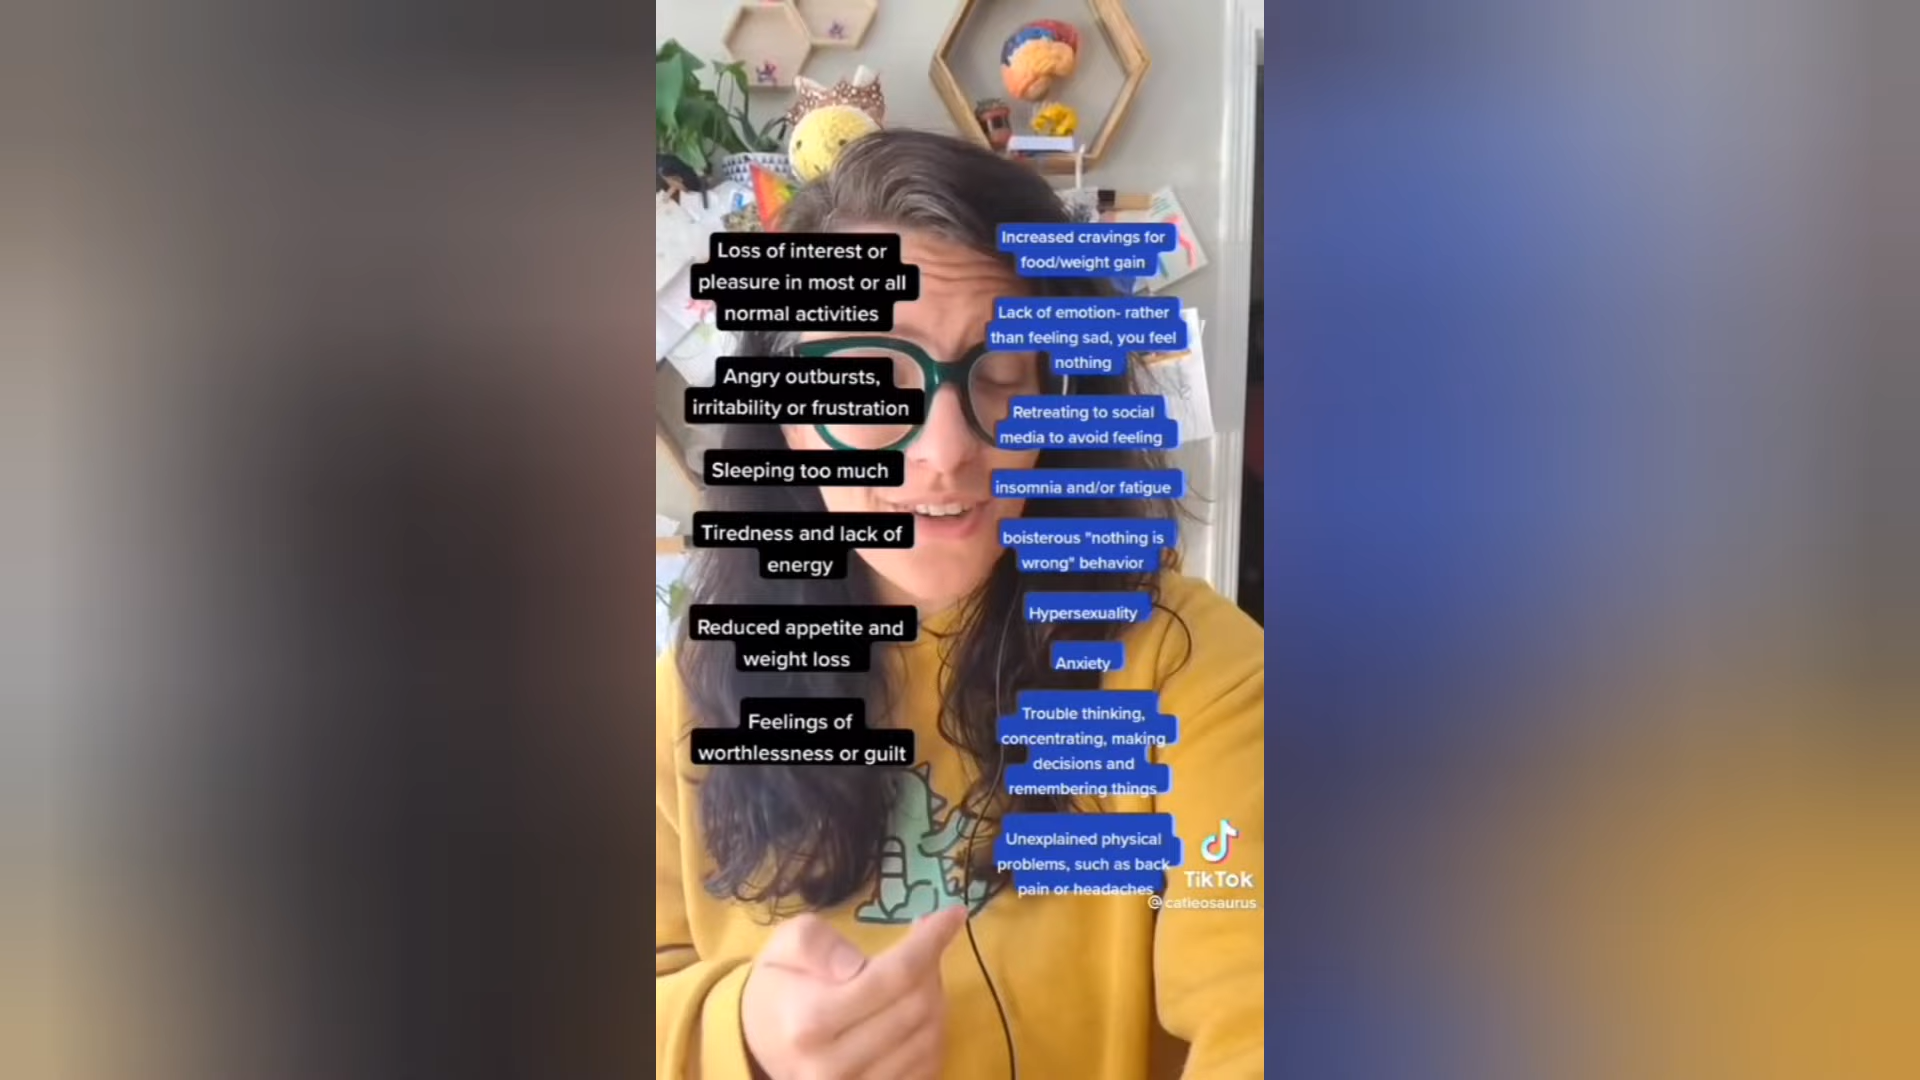 Loss of interest or
pleasure in most or all
normal activities
Angry outbursts,
irritability or frustration
Sleeping too much
Tiredness and lack of
energy
Reduced appetite and
weight loss
Feelings of
worthlessness or guilt
Increased cravings for
food/weight gain
Lack of emotion- rather
than feeling sad, you feel
nothing
Retreating to social
media to avoid feeling
insomnia and/or fatigue
boisterous "nothing is
wrong" behavior
Hypersexuality
Anxiety
Trouble thinking,
concentrating, making
decisions and
remembering things
Unexplained physical
problems, such as back
pain or headaches
TikTok
@catieosaurus